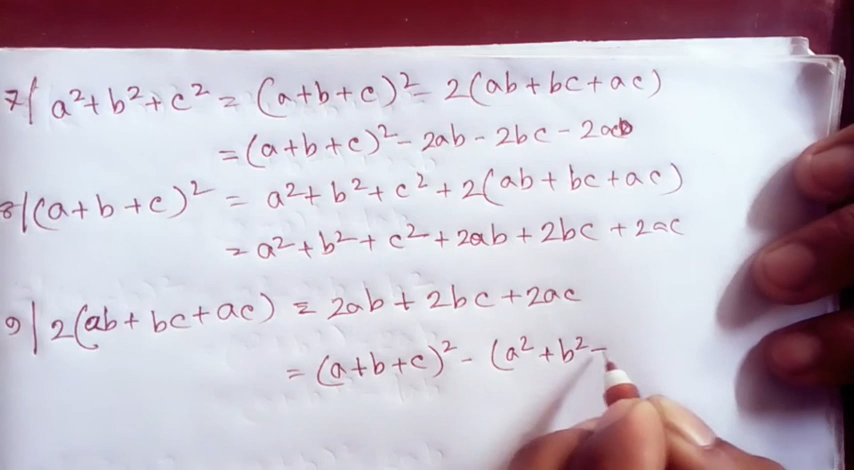 7| a²+b²+c² = (a+b+c)² - 2(ab+bc+ac)
= (a+b+c)² - 2ab - 2bc - 2ac
8| (a+b+c)² = a²+b²+c²+2(ab+bc+ac)
= a²+b²+c²+2ab+2bc+2ac
9| 2(ab+bc+ac) = 2ab+2bc+2ac
= (a+b+c)² - (a²+b²-